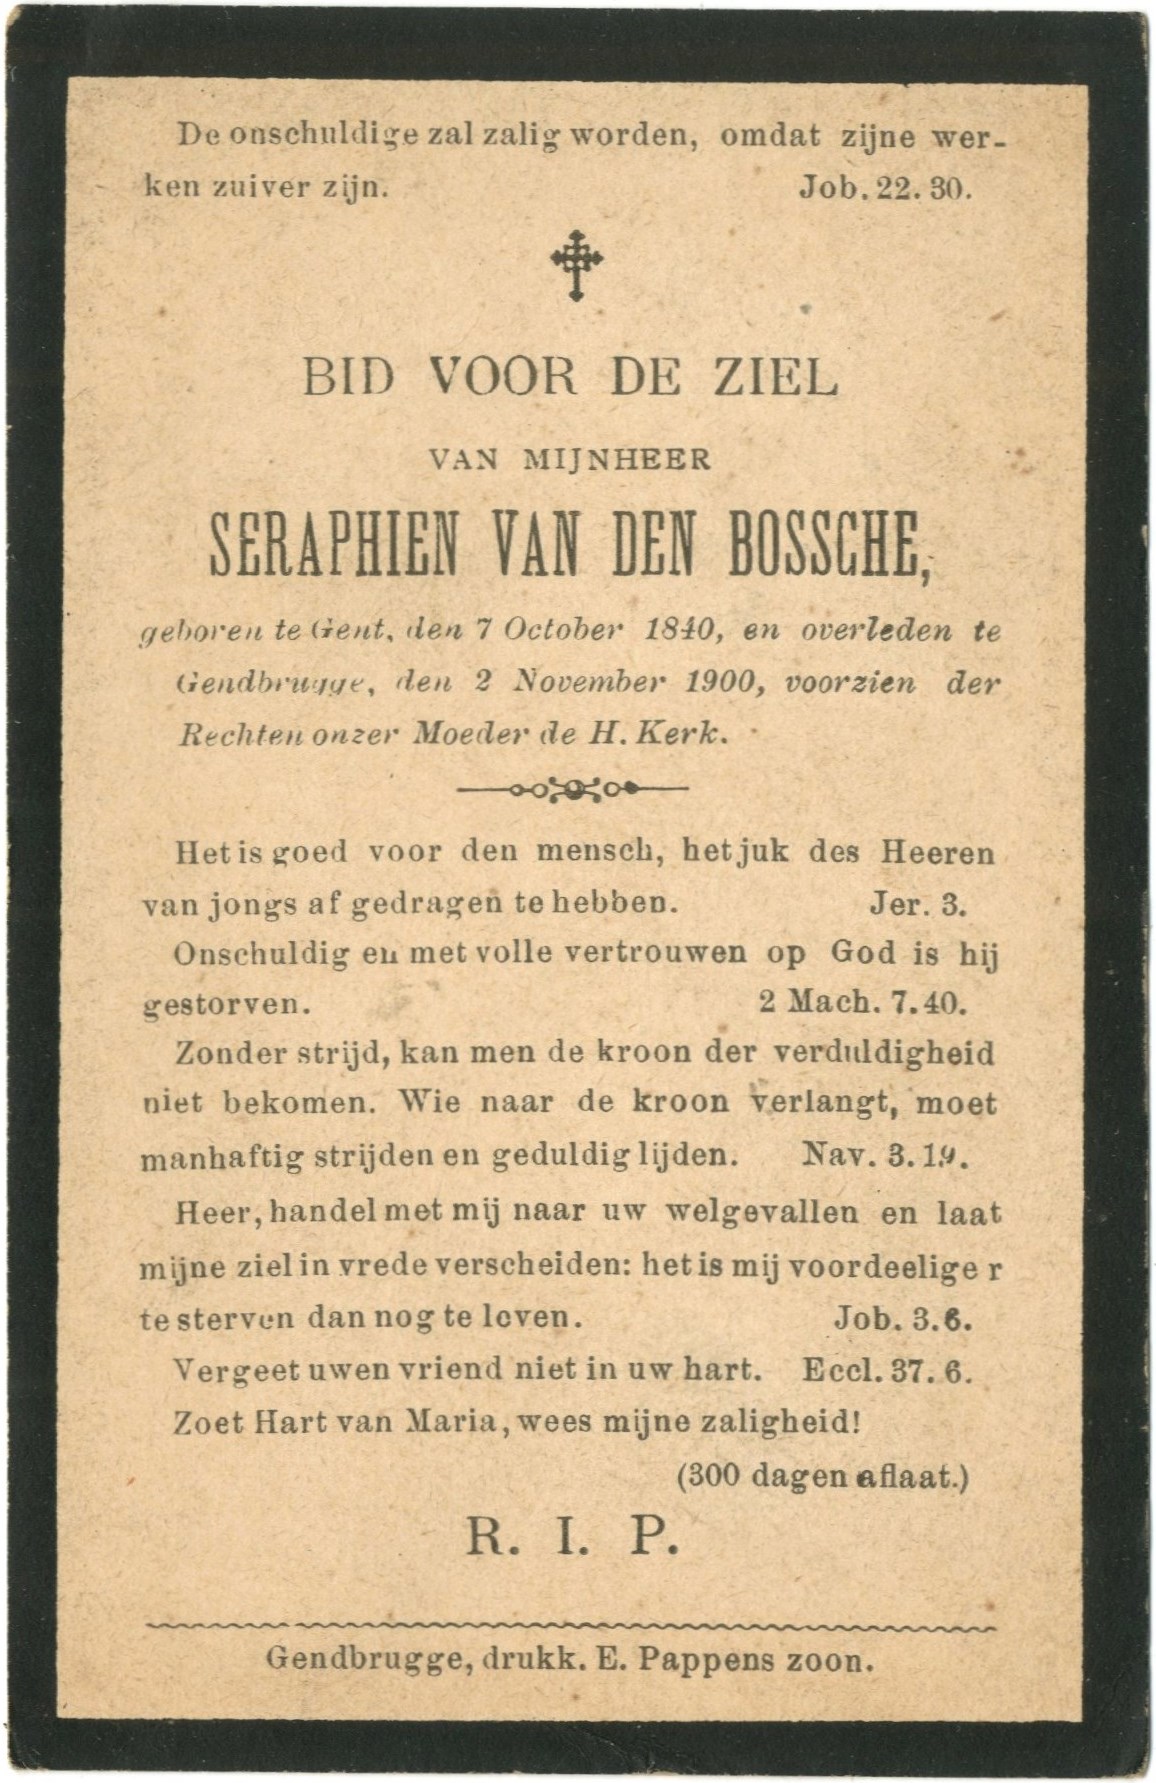 De onschuldige zal zalig worden, omdat zijne wer-
ken zuiver zijn. Job. 22. 30.
BID VOOR DE ZIEL
VAN MIJNHEER
SERAPHIEN VAN DEN BOSSCHE,
geboren te Gent, den 7 October 1840, en overleden te
Gendbrugge, den 2 November 1900, voorzien der
Rechten onzer Moeder de H. Kerk.
Het is goed voor den mensch, het juk des Heeren
van jongs af gedragen te hebben. Jer. 3.
Onschuldig en met volle vertrouwen op God is hij
gestorven. 2 Mach. 7. 40.
Zonder strijd, kan men de kroon der verduldigheid
niet bekomen. Wie naar de kroon verlangt, moet
manhaftig strijden en geduldig lijden. Nav. 3. 19.
Heer, handel met mij naar uw welgevallen en laat
mijne ziel in vrede verscheiden: het is mij voordeeliger
te sterven dan nog te leven. Job. 3. 6.
Vergeet uwen vriend niet in uw hart. Eccl. 37. 6.
Zoet Hart van Maria, wees mijne zaligheid!
(300 dagen aflaat.)
R. I. P.
Gendbrugge, drukk. E. Pappens zoon.